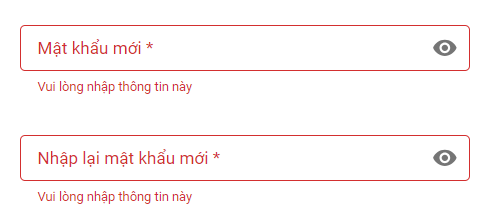 Mật khẩu mới *
Vui lòng nhập thông tin này
Nhập lại mật khẩu mới *
Vui lòng nhập thông tin này